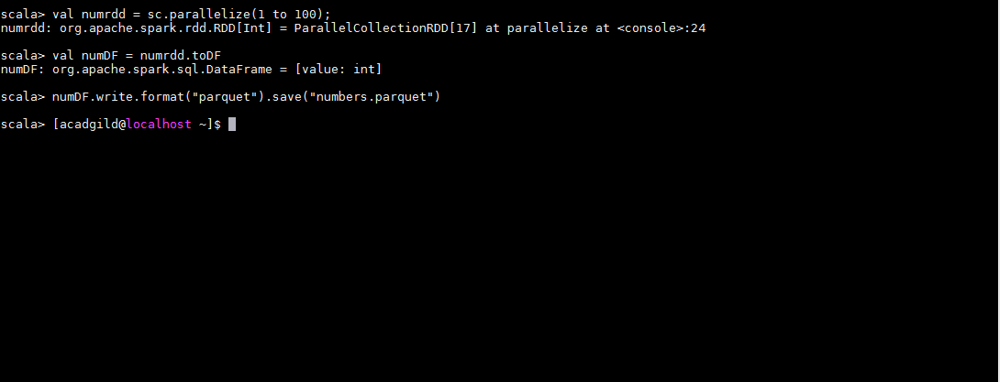 scala> val numrdd = sc.parallelize(1 to 100);
numrdd: org.apache.spark.rdd.RDD[Int] = ParallelCollectionRDD[17] at parallelize at <console>:24
scala> val numDF = numrdd.toDF
numDF: org.apache.spark.sql.DataFrame = [value: int]
scala> numDF.write.format("parquet").save("numbers.parquet")
scala> [acadgild@localhost ~]$